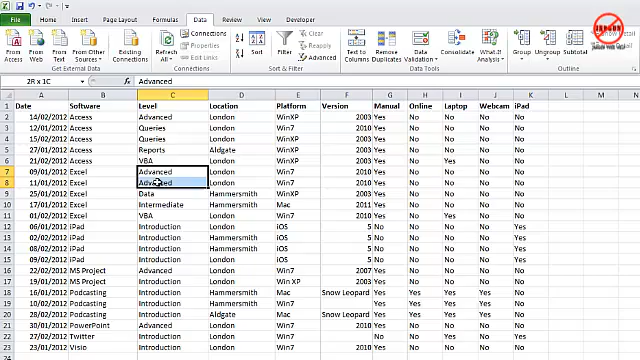 File Home Insert Page Layout Formulas Data Review View Developer
From Access From Web From Text From Other Sources Existing Connections Refresh All Connections Properties Edit Links Sort Filter Clear Reapply Advanced Text to Columns Remove Duplicates Data Validation Consolidate What-If Analysis Group Ungroup Subtotal
Get External Data Connections Sort & Filter Data Tools Outline
2R x 1C fx Advanced
A B C D E F G H I J K L M N
1 Date Software Level Location Platform Version Manual Online Laptop Webcam iPad
2 14/02/2012 Access Advanced London WinXP 2003 Yes No No No No
3 12/01/2012 Access Queries London Win7 2010 Yes No No No No
4 15/02/2012 Access Queries London WinXP 2003 Yes No No No No
5 27/01/2012 Access Reports Aldgate WinXP 2003 Yes No No No No
6 21/02/2012 Access VBA London WinXP 2003 Yes No Yes No No
7 09/01/2012 Excel Advanced London Win7 2010 Yes No No No No
8 11/01/2012 Excel Advanced London Win7 2010 Yes No No No No
9 25/01/2012 Excel Data Hammersmith WinXP 2003 Yes No No No No
10 17/01/2012 Excel Intermediate Hammersmith Mac 2011 Yes No No No No
11 01/02/2012 Excel VBA London Win7 2010 Yes No Yes No No
12 06/01/2012 iPad Introduction London iOS 5 No No No No Yes
13 08/02/2012 iPad Introduction Hammersmith iOS 5 No No No No Yes
14 09/02/2012 iPad Introduction Hammersmith iOS 5 No No No No Yes
15 15/02/2012 iPad Introduction London iOS 5 No No No No Yes
16 22/02/2012 MS Project Advanced London Win7 2007 Yes No No No No
17 19/01/2012 MS Project Introduction London Win XP 2003 Yes No No No No
18 16/01/2012 Podcasting Introduction Hammersmith Mac Snow Leopard Yes Yes Yes Yes No
19 10/02/2012 Podcasting Introduction Hammersmith Win7 Yes Yes Yes Yes No
20 28/02/2012 Podcasting Introduction Aldgate Mac Snow Leopard Yes Yes Yes Yes No
21 30/01/2012 PowerPoint Advanced London Win7 2010 Yes No No No No
22 27/02/2012 Twitter Introduction London No No Yes No Yes
23 30/01/2012 Visio Introduction London Win7 2010 Yes No No No No
24